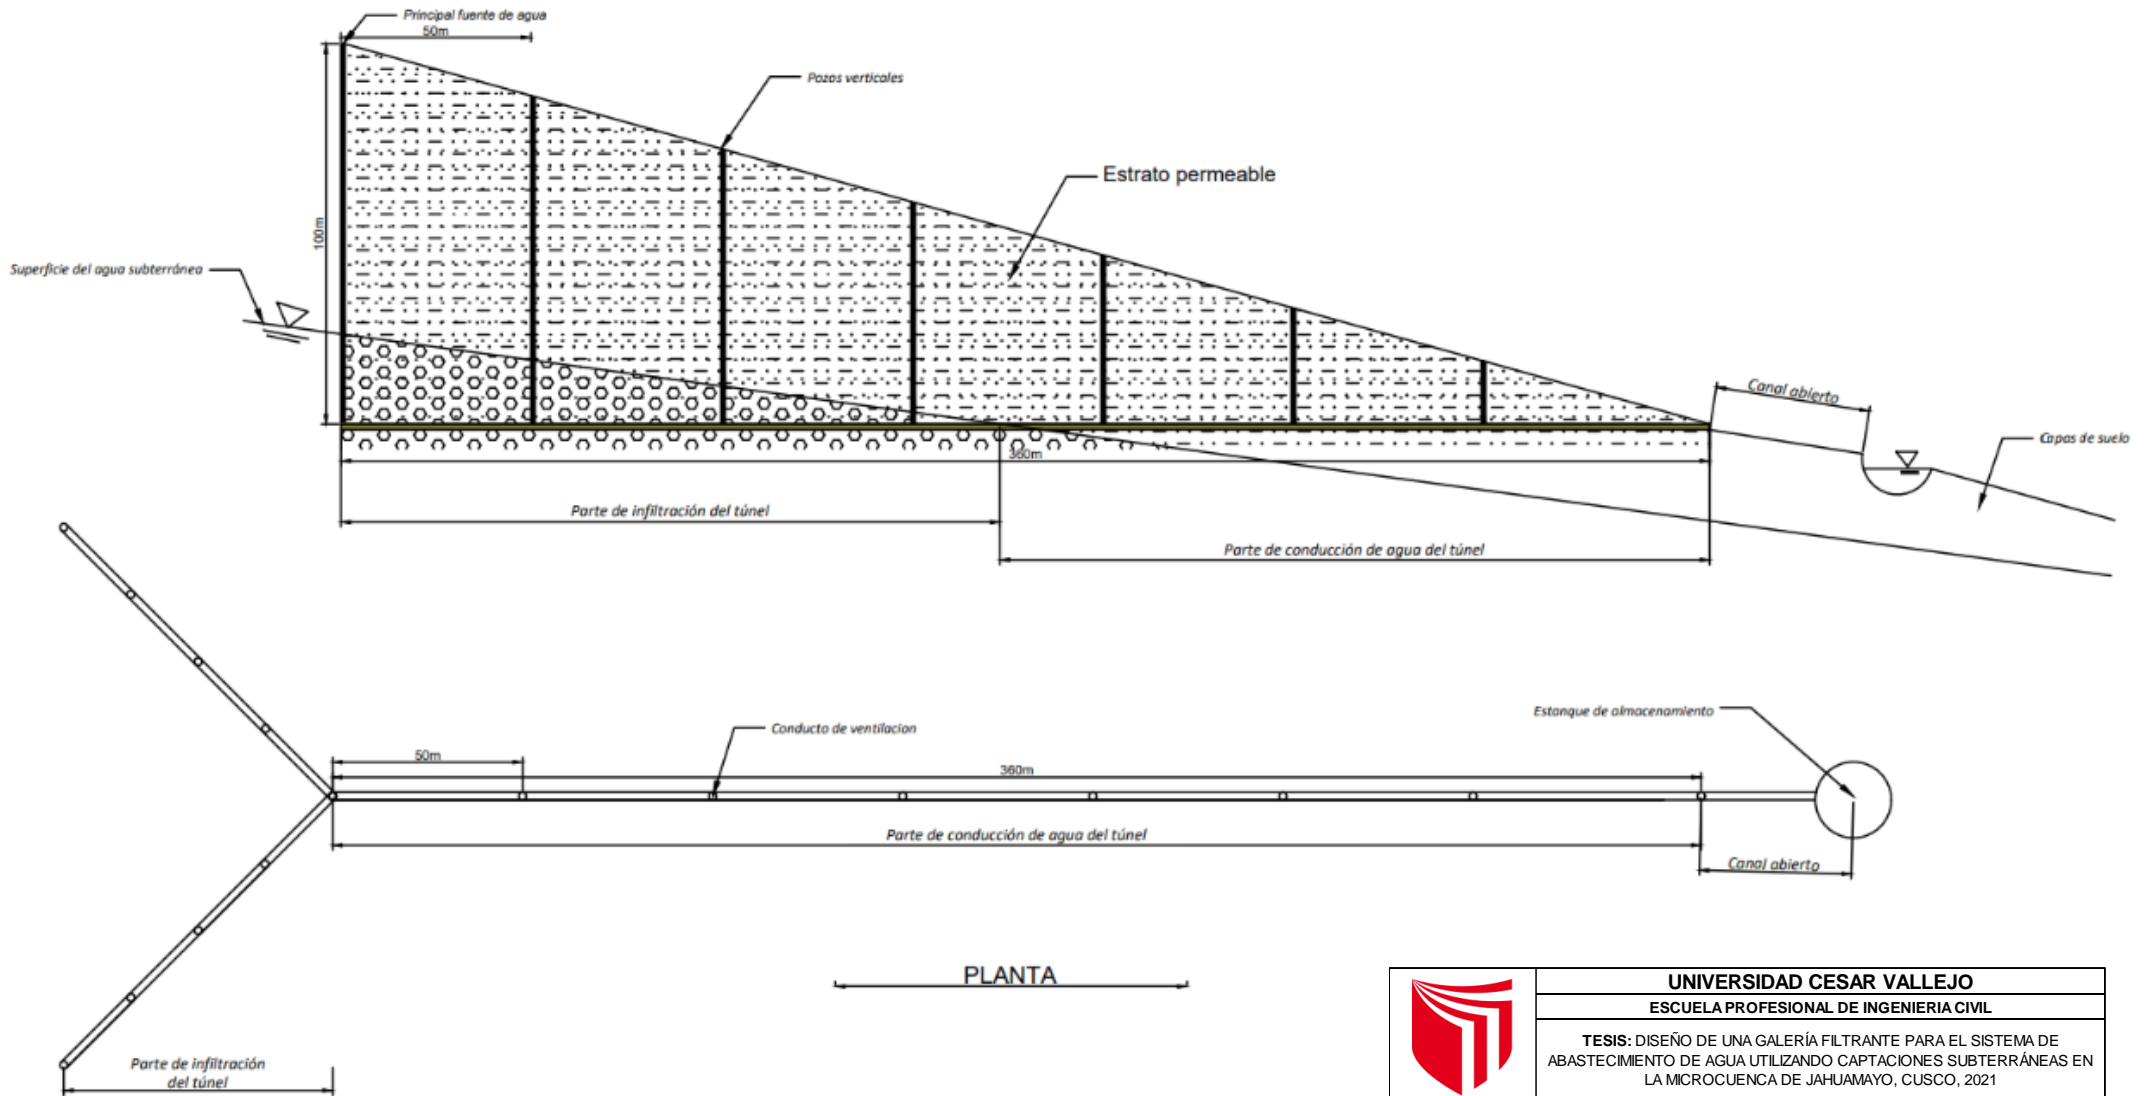 Principal fuente de agua
50m
Pozos verticales
Estrato permeable
100m
Superficie del agua subterránea
Canal abierto
Capas de suelo
360m
Parte de infiltración del túnel
Parte de conducción de agua del túnel
Estanque de almacenamiento
Conducto de ventilacion
50m
360m
Parte de conducción de agua del túnel
Canal abierto
PLANTA
Parte de infiltración
del túnel
UNIVERSIDAD CESAR VALLEJO
ESCUELA PROFESIONAL DE INGENIERIA CIVIL
TESIS: DISEÑO DE UNA GALERÍA FILTRANTE PARA EL SISTEMA DE
ABASTECIMIENTO DE AGUA UTILIZANDO CAPTACIONES SUBTERRÁNEAS EN
LA MICROCUENCA DE JAHUAMAYO, CUSCO, 2021